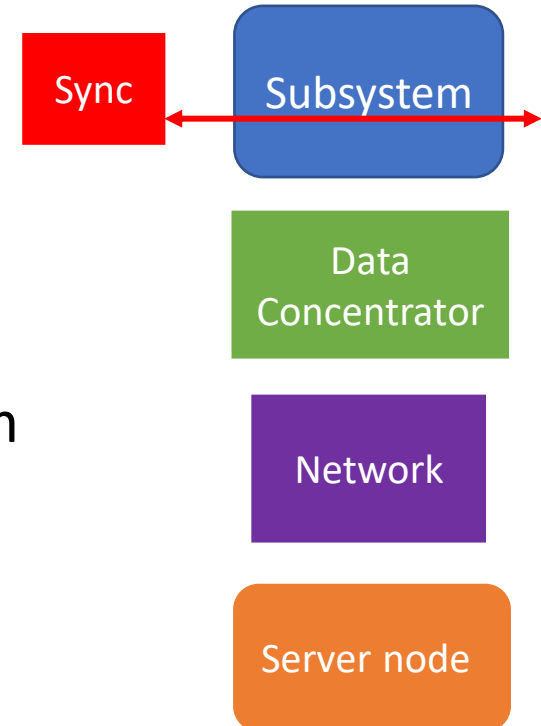 Sync
Subsystem
Data
Concentrator
Network
Server node